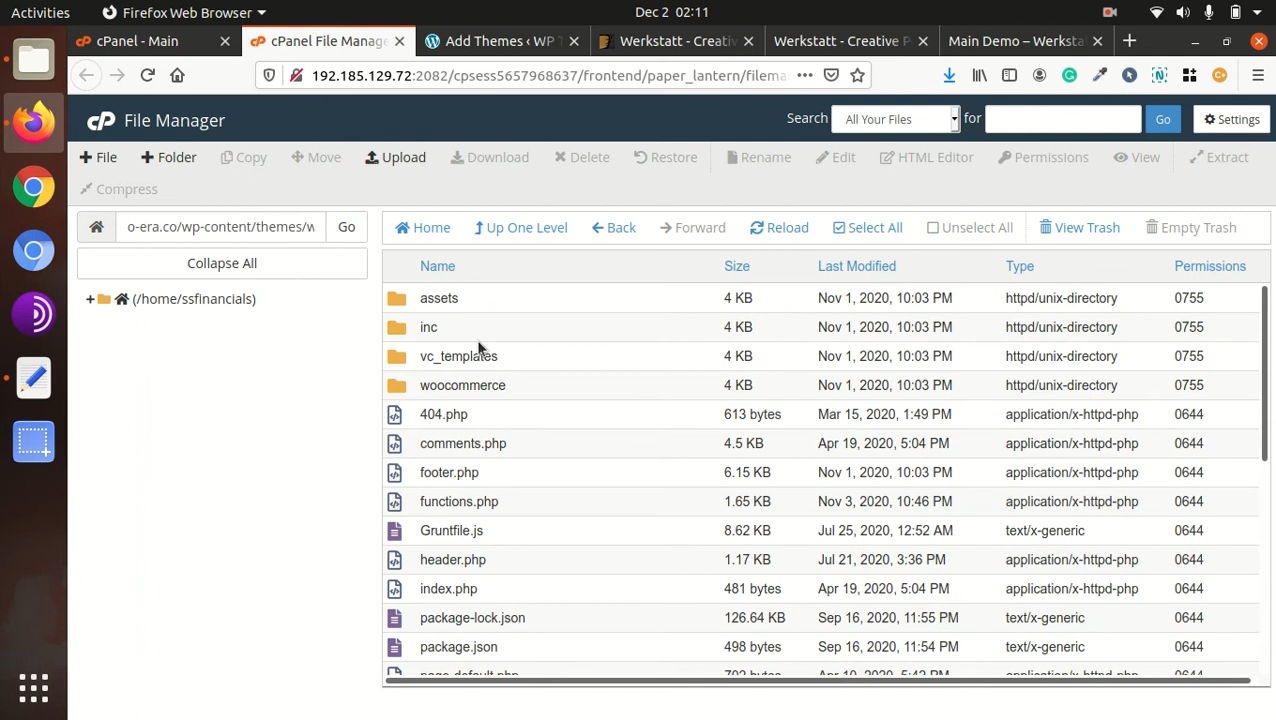 Activities
Firefox Web Browser
Dec 2 02:11
cPanel - Main
cPanel File Manage
Add Themes ‹ WP T
Werkstatt - Creativ
Werkstatt - Creative P
Main Demo – Werksta
192.185.129.72:2082/cpsess5657968637/frontend/paper_lantern/filema
cP File Manager
Search All Your Files for Go Settings
+ File + Folder Copy Move Upload Download Delete Restore Rename Edit HTML Editor Permissions View Extract
Compress
o-era.co/wp-content/themes/w Go
Home Up One Level Back Forward Reload Select All Unselect All View Trash Empty Trash
Collapse All
+ (/home/ssfinancials)
Name Size Last Modified Type Permissions
assets 4 KB Nov 1, 2020, 10:03 PM httpd/unix-directory 0755
inc 4 KB Nov 1, 2020, 10:03 PM httpd/unix-directory 0755
vc_templates 4 KB Nov 1, 2020, 10:03 PM httpd/unix-directory 0755
woocommerce 4 KB Nov 1, 2020, 10:03 PM httpd/unix-directory 0755
404.php 613 bytes Mar 15, 2020, 1:49 PM application/x-httpd-php 0644
comments.php 4.5 KB Apr 19, 2020, 5:04 PM application/x-httpd-php 0644
footer.php 6.15 KB Nov 1, 2020, 10:03 PM application/x-httpd-php 0644
functions.php 1.65 KB Nov 3, 2020, 10:46 PM application/x-httpd-php 0644
Gruntfile.js 8.62 KB Jul 25, 2020, 12:52 AM text/x-generic 0644
header.php 1.17 KB Jul 21, 2020, 3:36 PM application/x-httpd-php 0644
index.php 481 bytes Apr 19, 2020, 5:04 PM application/x-httpd-php 0644
package-lock.json 126.64 KB Sep 16, 2020, 11:55 PM text/x-generic 0644
package.json 498 bytes Sep 16, 2020, 11:54 PM text/x-generic 0644